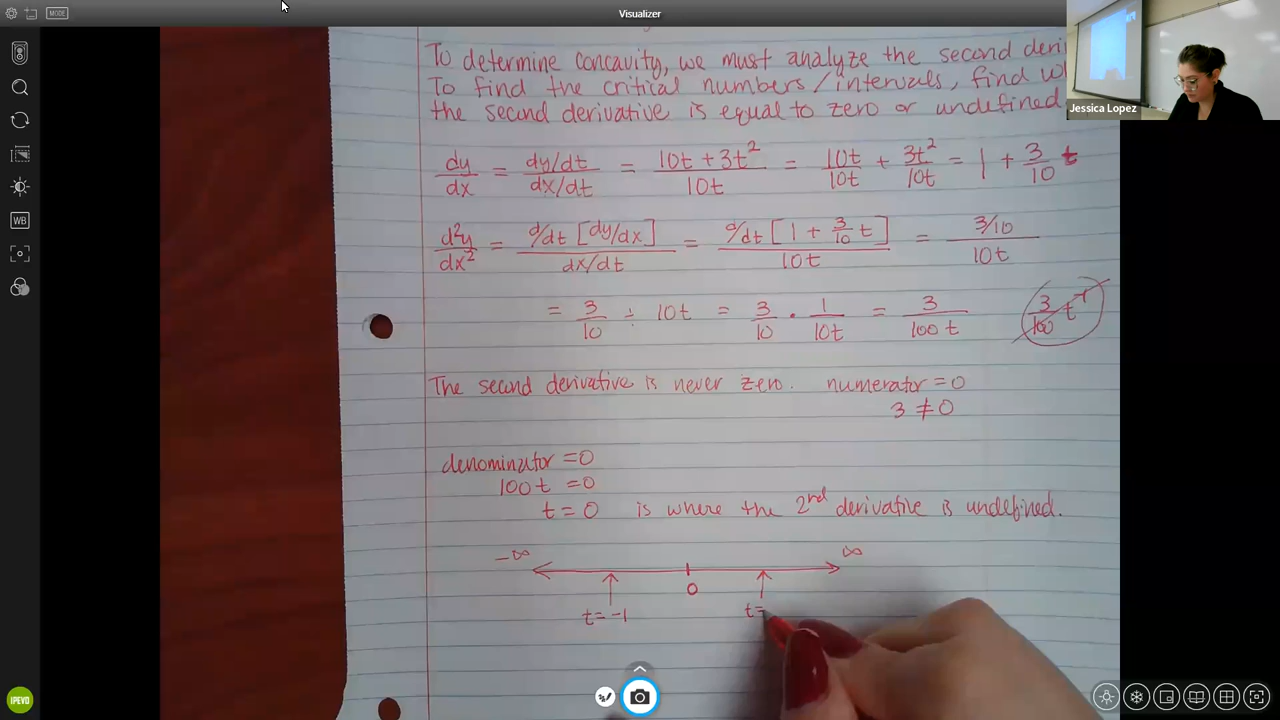 MODE
Visualizer
Jessica Lopez
To determine concavity, we must analyze the second deri
To find the critical numbers/intervals, find w
the second derivative is equal to zero or undefined
dy/dx = (dy/dt)/(dx/dt) = (10t + 3t²)/(10t) = 10t/10t + 3t²/10t = 1 + 3/10 t
d²y/dx² = (d/dt [dy/dx])/(dx/dt) = (d/dt [1 + 3/10 t])/(10t) = (3/10)/(10t)
= 3/10 ÷ 10t = 3/10 · 1/10t = 3/100t 3/100 t⁻¹
The second derivative is never zero. numerator = 0
3 ≠ 0
denominator = 0
100t = 0
t = 0 is where the 2nd derivative is undefined.
-∞ ∞
0
t = -1 t =
WB
IPEVO